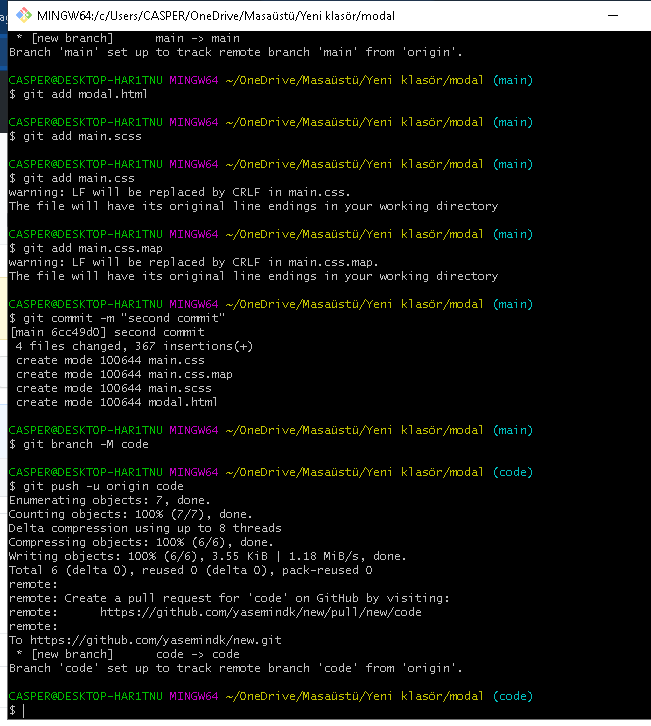 MINGW64:/c/Users/CASPER/OneDrive/Masaüstü/Yeni klasör/modal
 * [new branch]      main -> main
Branch 'main' set up to track remote branch 'main' from 'origin'.
CASPER@DESKTOP-HAR1TNU MINGW64 ~/OneDrive/Masaüstü/Yeni klasör/modal (main)
$ git add modal.html
CASPER@DESKTOP-HAR1TNU MINGW64 ~/OneDrive/Masaüstü/Yeni klasör/modal (main)
$ git add main.scss
CASPER@DESKTOP-HAR1TNU MINGW64 ~/OneDrive/Masaüstü/Yeni klasör/modal (main)
$ git add main.css
warning: LF will be replaced by CRLF in main.css.
The file will have its original line endings in your working directory
CASPER@DESKTOP-HAR1TNU MINGW64 ~/OneDrive/Masaüstü/Yeni klasör/modal (main)
$ git add main.css.map
warning: LF will be replaced by CRLF in main.css.map.
The file will have its original line endings in your working directory
CASPER@DESKTOP-HAR1TNU MINGW64 ~/OneDrive/Masaüstü/Yeni klasör/modal (main)
$ git commit -m "second commit"
[main 6cc49d0] second commit
 4 files changed, 367 insertions(+)
 create mode 100644 main.css
 create mode 100644 main.css.map
 create mode 100644 main.scss
 create mode 100644 modal.html
CASPER@DESKTOP-HAR1TNU MINGW64 ~/OneDrive/Masaüstü/Yeni klasör/modal (main)
$ git branch -M code
CASPER@DESKTOP-HAR1TNU MINGW64 ~/OneDrive/Masaüstü/Yeni klasör/modal (code)
$ git push -u origin code
Enumerating objects: 7, done.
Counting objects: 100% (7/7), done.
Delta compression using up to 8 threads
Compressing objects: 100% (6/6), done.
Writing objects: 100% (6/6), 3.55 KiB | 1.18 MiB/s, done.
Total 6 (delta 0), reused 0 (delta 0), pack-reused 0
remote:
remote: Create a pull request for 'code' on GitHub by visiting:
remote:      https://github.com/yasemindk/new/pull/new/code
remote:
To https://github.com/yasemindk/new.git
 * [new branch]      code -> code
Branch 'code' set up to track remote branch 'code' from 'origin'.
CASPER@DESKTOP-HAR1TNU MINGW64 ~/OneDrive/Masaüstü/Yeni klasör/modal (code)
$